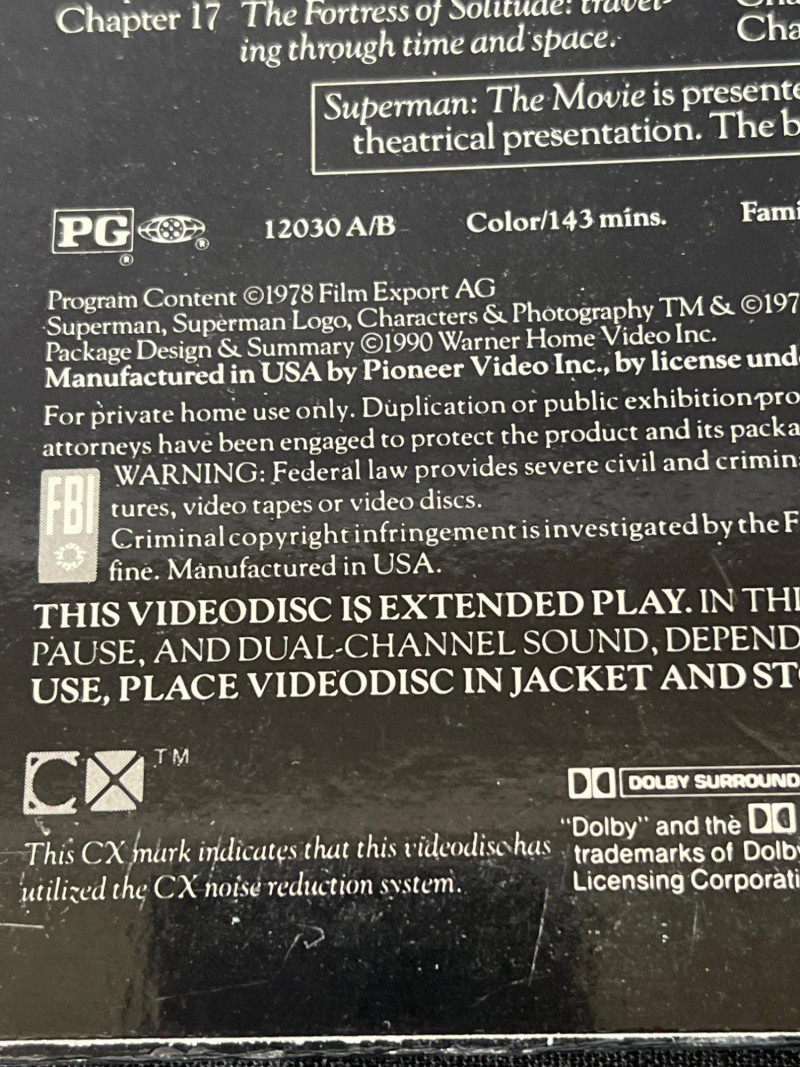 Chapter 17 The Fortress of Solitude: travel-
ing through time and space.
Cha
Superman: The Movie is presente
theatrical presentation. The b
PG 12030 A/B Color/143 mins. Fami
Program Content ©1978 Film Export AG
Superman, Superman Logo, Characters & Photography TM & ©197
Package Design & Summary ©1990 Warner Home Video Inc.
Manufactured in USA by Pioneer Video Inc., by license und
For private home use only. Duplication or public exhibition pro
attorneys have been engaged to protect the product and its packa
FBI
WARNING: Federal law provides severe civil and crimin
tures, video tapes or video discs.
Criminal copyright infringement is investigated by the F
fine. Manufactured in USA.
THIS VIDEODISC IS EXTENDED PLAY. IN THI
PAUSE, AND DUAL-CHANNEL SOUND, DEPEND
USE, PLACE VIDEODISC IN JACKET AND STO
CX TM
This CX mark indicates that this videodisc has
utilized the CX noise reduction system.
DOLBY SURROUND
"Dolby" and the
trademarks of Dolby
Licensing Corporati